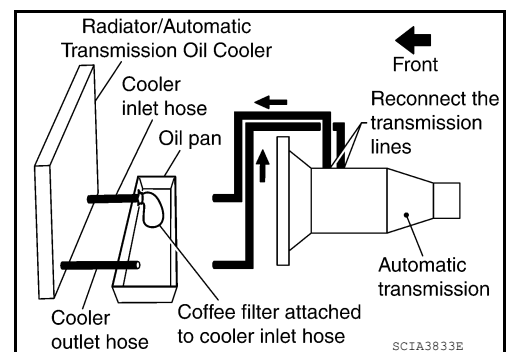 Radiator/Automatic
Transmission Oil Cooler
Front
Cooler
inlet hose
Reconnect the
transmission
lines
Oil pan
Automatic
transmission
Coffee filter attached
to cooler inlet hose
Cooler
outlet hose
SCIA3833E